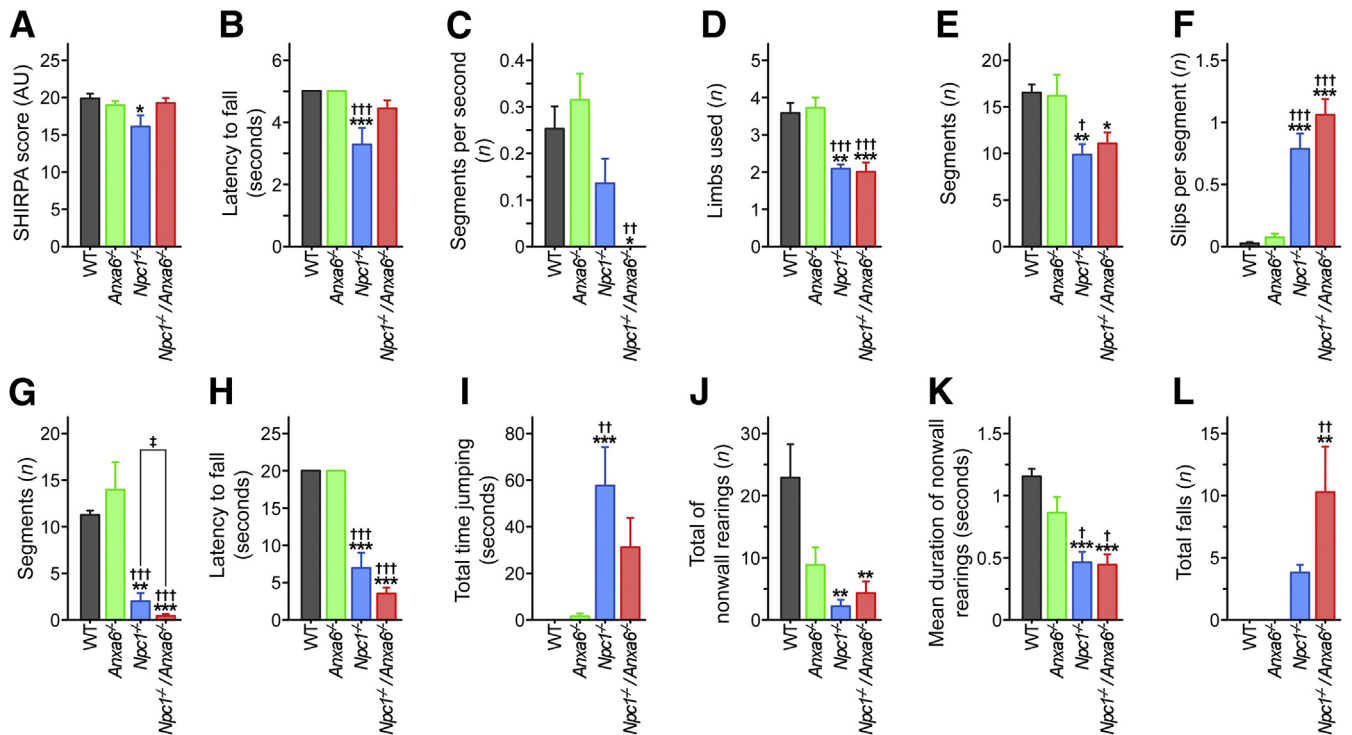 A
SHIRPA score (AU)
25
20
15
10
5
0
*
WT
Anxa6-/-
Npc1-/-
Npc1-/-/Anxa6-/-
B
Latency to fall
(seconds)
6
4
2
0
†††
***
WT
Anxa6-/-
Npc1-/-
Npc1-/-/Anxa6-/-
C
Segments per second
(n)
0.4
0.3
0.2
0.1
0
††
*
WT
Anxa6-/-
Npc1-/-
Npc1-/-/Anxa6-/-
D
Limbs used (n)
5
4
3
2
1
0
†††
**
†††
***
WT
Anxa6-/-
Npc1-/-
Npc1-/-/Anxa6-/-
E
Segments (n)
20
15
10
5
0
†
**
*
WT
Anxa6-/-
Npc1-/-
Npc1-/-/Anxa6-/-
F
Slips per segment (n)
1.5
1
0.5
0
†††
***
†††
***
WT
Anxa6-/-
Npc1-/-
Npc1-/-/Anxa6-/-
G
Segments (n)
20
15
10
5
0
‡
†††
**
†††
***
WT
Anxa6-/-
Npc1-/-
Npc1-/-/Anxa6-/-
H
Latency to fall
(seconds)
25
20
15
10
5
0
†††
***
†††
***
WT
Anxa6-/-
Npc1-/-
Npc1-/-/Anxa6-/-
I
Total time jumping
(seconds)
80
60
40
20
0
††
***
WT
Anxa6-/-
Npc1-/-
Npc1-/-/Anxa6-/-
J
Total of
nonwall rearings (n)
30
20
10
0
**
**
WT
Anxa6-/-
Npc1-/-
Npc1-/-/Anxa6-/-
K
Mean duration of nonwall
rearings (seconds)
1.5
1
0.5
0
†
***
†
***
WT
Anxa6-/-
Npc1-/-
Npc1-/-/Anxa6-/-
L
Total falls (n)
15
10
5
0
††
**
WT
Anxa6-/-
Npc1-/-
Npc1-/-/Anxa6-/-